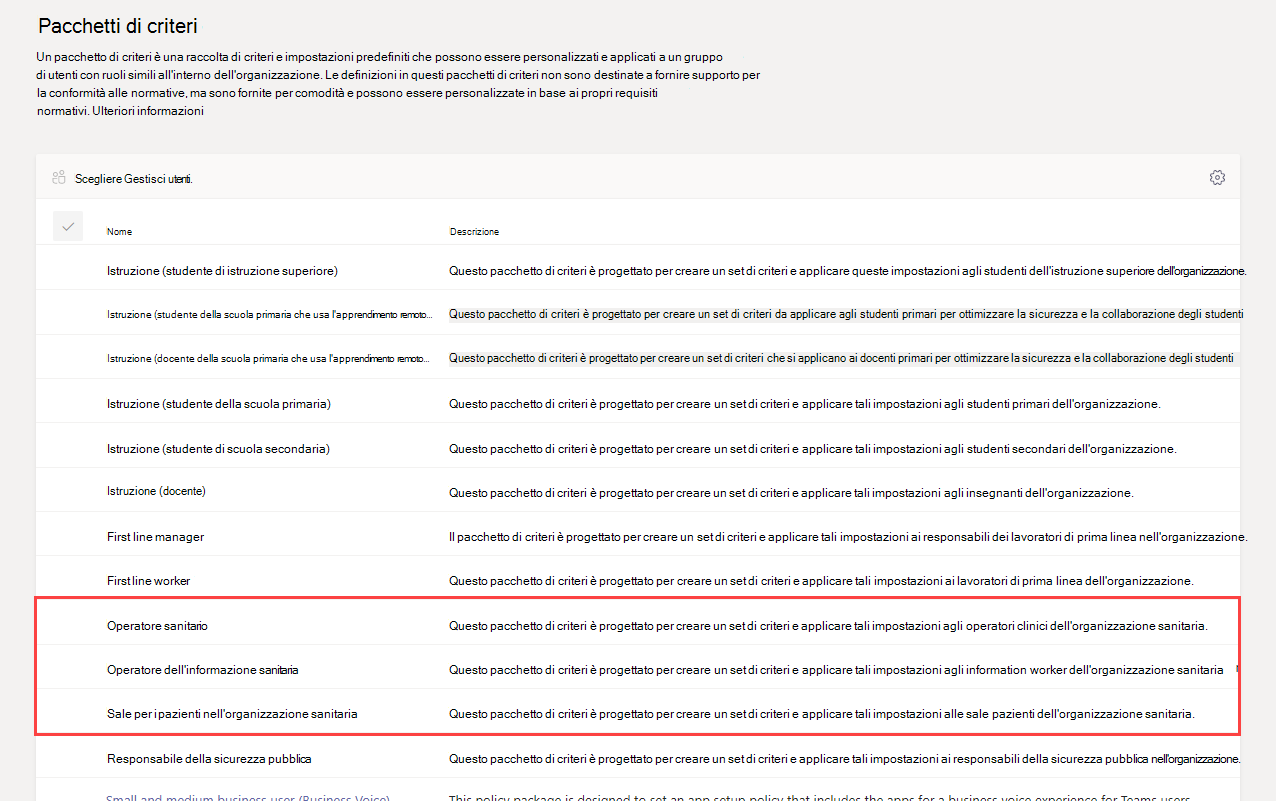 Pacchetti di criteri
Un pacchetto di criteri è una raccolta di criteri e impostazioni predefiniti che possono essere personalizzati e applicati a un gruppo
di utenti con ruoli simili all'interno dell'organizzazione. Le definizioni in questi pacchetti di criteri non sono destinate a fornire supporto per
la conformità alle normative, ma sono fornite per comodità e possono essere personalizzate in base ai propri requisiti
normativi. Ulteriori informazioni
Scegliere Gestisci utenti.
Nome Descrizione
Istruzione (studente di istruzione superiore) Questo pacchetto di criteri è progettato per creare un set di criteri e applicare queste impostazioni agli studenti dell'istruzione superiore dell'organizzazione.
Istruzione (studente della scuola primaria che usa l'apprendimento remoto... Questo pacchetto di criteri è progettato per creare un set di criteri da applicare agli studenti primari per ottimizzare la sicurezza e la collaborazione degli studenti
Istruzione (docente della scuola primaria che usa l'apprendimento remoto... Questo pacchetto di criteri è progettato per creare un set di criteri che si applicano ai docenti primari per ottimizzare la sicurezza e la collaborazione degli studenti
Istruzione (studente della scuola primaria) Questo pacchetto di criteri è progettato per creare un set di criteri e applicare tali impostazioni agli studenti primari dell'organizzazione.
Istruzione (studente di scuola secondaria) Questo pacchetto di criteri è progettato per creare un set di criteri e applicare tali impostazioni agli studenti secondari dell'organizzazione.
Istruzione (docente) Questo pacchetto di criteri è progettato per creare un set di criteri e applicare tali impostazioni agli insegnanti dell'organizzazione.
First line manager Il pacchetto di criteri è progettato per creare un set di criteri e applicare tali impostazioni ai responsabili dei lavoratori di prima linea nell'organizzazione.
First line worker Questo pacchetto di criteri è progettato per creare un set di criteri e applicare tali impostazioni ai lavoratori di prima linea dell'organizzazione.
Operatore sanitario Questo pacchetto di criteri è progettato per creare un set di criteri e applicare tali impostazioni agli operatori clinici dell'organizzazione sanitaria.
Operatore dell'informazione sanitaria Questo pacchetto di criteri è progettato per creare un set di criteri e applicare tali impostazioni agli information worker dell'organizzazione sanitaria
Sale per i pazienti nell'organizzazione sanitaria Questo pacchetto di criteri è progettato per creare un set di criteri e applicare tali impostazioni alle sale pazienti dell'organizzazione sanitaria.
Responsabile della sicurezza pubblica Questo pacchetto di criteri è progettato per creare un set di criteri e applicare tali impostazioni ai responsabili della sicurezza pubblica nell'organizzazione.
Small and medium business user (Business Voice) This policy package is designed to set an app setup policy that includes the apps for a business voice experience for Teams users